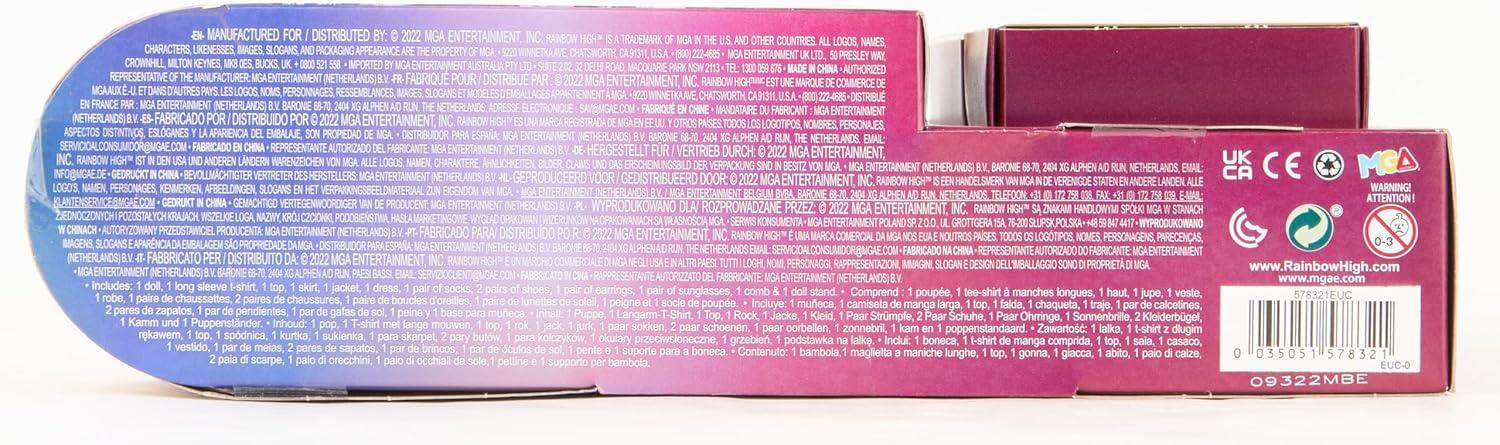 -EN- MANUFACTURED FOR / DISTRIBUTED BY: © 2022 MGA ENTERTAINMENT, INC. RAINBOW HIGH™ IS A TRADEMARK OF MGA IN THE U.S. AND OTHER COUNTRIES. ALL LOGOS, NAMES,
CHARACTERS, LIKENESSES, IMAGES, SLOGANS, AND PACKAGING APPEARANCE ARE THE PROPERTY OF MGA. • 9220 WINNETKA AVE, CHATSWORTH, CA 91311, U.S.A. • (800) 222-4685 • MGA ENTERTAINMENT UK LTD., 50 PRESLEY WAY,
CROWNHILL, MILTON KEYNES, MK8 0ES, BUCKS, UK. + 0800 521 558 • IMPORTED BY MGA ENTERTAINMENT AUSTRALIA PTY LTD • SUITE 2.02, 32 DELHI ROAD, MACQUARIE PARK NSW 2113 • TEL: 1300 059 676 • MADE IN CHINA • AUTHORIZED
REPRESENTATIVE OF THE MANUFACTURER: MGA ENTERTAINMENT (NETHERLANDS) B.V. -FR- FABRIQUÉ POUR / DISTRIBUÉ PAR : © 2022 MGA ENTERTAINMENT, INC. RAINBOW HIGH™/MC EST UNE MARQUE DE COMMERCE DE
MGA AUX É.-U. ET DANS D'AUTRES PAYS. LES LOGOS, NOMS, PERSONNAGES, RESSEMBLANCES, IMAGES, SLOGANS ET MODÈLES D'EMBALLAGES APPARTIENNENT À MGA. • 9220 WINNETKA AVE, CHATSWORTH, CA 91311, U.S.A. • (800) 222-4685 • DISTRIBUÉ
EN FRANCE PAR : MGA ENTERTAINMENT (NETHERLANDS) B.V. BARONIE 68-70, 2404 XG ALPHEN A/D RUN, THE NETHERLANDS. ADRESSE ÉLECTRONIQUE : SAV@MGAE.COM • FABRIQUÉ EN CHINE • MANDATAIRE DU FABRICANT : MGA ENTERTAINMENT
(NETHERLANDS) B.V. -ES- FABRICADO POR / DISTRIBUIDO POR © 2022 MGA ENTERTAINMENT, INC. RAINBOW HIGH™ ES UNA MARCA REGISTRADA DE MGA EN EE.UU. Y OTROS PAÍSES.TODOS LOS LOGOTIPOS, NOMBRES, PERSONAJES,
ASPECTOS DISTINTIVOS, ESLÓGANES Y LA APARIENCIA DEL EMBALAJE, SON PROPIEDAD DE MGA. • DISTRIBUIDOR PARA ESPAÑA: MGA ENTERTAINMENT (NETHERLANDS) B.V. BARONIE 68-70, 2404 XG ALPHEN A/D RUN, THE NETHERLANDS. EMAIL:
SERVICIOALCONSUMIDOR@MGAE.COM • FABRICADO EN CHINA • REPRESENTANTE AUTORIZADO DEL FABRICANTE: MGA ENTERTAINMENT (NETHERLANDS) B.V. -DE- HERGESTELLT FÜR / VERTRIEB DURCH: © 2022 MGA ENTERTAINMENT,
INC. RAINBOW HIGH™ IST IN DEN USA UND ANDEREN LÄNDERN WARENZEICHEN VON MGA. ALLE LOGOS, NAMEN, CHARAKTERE, ÄHNLICHKEITEN, BILDER, CLAIMS UND DAS ERSCHEINUNGSBILD DER VERPACKUNG SIND IN BESITZ VON MGA. • MGA ENTERTAINMENT (NETHERLANDS) B.V., BARONIE 68-70, 2404 XG ALPHEN A/D RUN, NETHERLANDS, EMAIL:
INFO@MGAE.COM • GEDRUCKT IN CHINA • BEVOLLMÄCHTIGTER VERTRETER DES HERSTELLERS: MGA ENTERTAINMENT (NETHERLANDS) B.V. -NL- GEPRODUCEERD VOOR / GEDISTRIBUEERD DOOR: © 2022 MGA ENTERTAINMENT, INC. RAINBOW HIGH™ IS EEN HANDELSMERK VAN MGA IN DE VERENIGDE STATEN EN ANDERE LANDEN. ALLE
LOGO'S, NAMEN, PERSONAGES, KENMERKEN, AFBEELDINGEN, SLOGANS EN HET VERPAKKINGSBEELDMATERIAAL ZIJN EIGENDOM VAN MGA. • MGA ENTERTAINMENT (NETHERLANDS) B.V. / MGA ENTERTAINMENT BELGIUM BVBA, BARONIE 68-70, 2404 XG ALPHEN A/D RUN, NETHERLANDS. TELEFOON: +31 (0) 172 758 038, FAX: +31 (0) 172 758 039, E-MAIL:
KLANTENSERVICE@MGAE.COM • GEDRUKT IN CHINA • GEMACHTIGD VERTEGENWOORDIGER VAN DE PRODUCENT: MGA ENTERTAINMENT (NETHERLANDS) B.V. -PL- WYPRODUKOWANO DLA/ ROZPROWADZANE PRZEZ: © 2022 MGA ENTERTAINMENT, INC. RAINBOW HIGH™ SĄ ZNAKAMI HANDLOWYMI SPÓŁKI MGA W STANACH
ZJEDNOCZONYCH I POZOSTAŁYCH KRAJACH. WSZELKIE LOGA, NAZWY, KRÓJ CZCIONKI, PODOBIEŃSTWA, HASŁA MARKETINGOWE, WYGLĄD OPAKOWAŃ I WIZERUNKÓW NA OPAKOWANIACH SĄ WŁASNOŚCIĄ MGA • SERWIS KONSUMENTA • MGA ENTERTAINMENT POLAND SP. Z O.O., UL. GROTTGERA 15A, 76-200 SŁUPSK, POLSKA • +48 59 847 4417 • WYPRODUKOWANO
W CHINACH • AUTORYZOWANY PRZEDSTAWICIEL PRODUCENTA: MGA ENTERTAINMENT (NETHERLANDS) B.V. -PT- FABRICADO PARA/ DISTRIBUIDO POR: © 2022 MGA ENTERTAINMENT, INC. RAINBOW HIGH™ É UMA MARCA COMERCIAL DA MGA NOS EUA E NOUTROS PAÍSES. TODOS OS LOGÓTIPOS, NOMES, PERSONAGENS, PARECENÇAS,
IMAGENS, SLOGANS E APARÊNCIA DA EMBALAGEM SÃO PROPRIEDADE DA MGA. • DISTRIBUIDOR PARA ESPAÑA: MGA ENTERTAINMENT (NETHERLANDS) B.V. BARONIE 68-70, 2404 XG ALPHEN A/D RUN, THE NETHERLANDS EMAIL: SERVICIOALCONSUMIDOR@MGAE.COM • FABRICADO NA CHINA • REPRESENTANTE AUTORIZADO DO FABRICANTE: MGA ENTERTAINMENT
(NETHERLANDS) B.V. -IT- FABBRICATO PER / DISTRIBUITO DA: © 2022 MGA ENTERTAINMENT, INC. RAINBOW HIGH™ È UN MARCHIO COMMERCIALE DI MGA NEGLI USA E IN ALTRI PAESI. TUTTI I LOGHI, NOMI, PERSONAGGI, RAPPRESENTAZIONI, IMMAGINI, SLOGAN E DESIGN DELL'IMBALLAGGIO SONO DI PROPRIETÀ DI MGA.
• MGA ENTERTAINMENT (NETHERLANDS) B.V. BARONIE 68-70, 2404 XG ALPHEN A/D RUN, PAESI BASSI. EMAIL: SERVIZIOCLIENTI@MGAE.COM • FABBRICATO IN CINA • RAPPRESENTANTE AUTORIZZATO DEL FABBRICANTE: MGA ENTERTAINMENT (NETHERLANDS) B.V.
• Includes: 1 doll, 1 long sleeve t-shirt, 1 top, 1 skirt, 1 jacket, 1 dress, 1 pair of socks, 2 pairs of shoes, 1 pair of earrings, 1 pair of sunglasses, 1 comb & 1 doll stand. • Comprend : 1 poupée, 1 tee-shirt à manches longues, 1 haut, 1 jupe, 1 veste,
1 robe, 1 paire de chaussettes, 2 paires de chaussures, 1 paire de boucles d'oreilles, 1 paire de lunettes de soleil, 1 peigne et 1 socle de poupée. • Incluye: 1 muñeca, 1 camiseta de manga larga, 1 top, 1 falda, 1 chaqueta, 1 traje, 1 par de calcetines,
2 pares de zapatos, 1 par de pendientes, 1 par de gafas de sol, 1 peine y 1 base para muñeca. • Inhalt: 1 Puppe, 1 Langarm-T-Shirt, 1 Top, 1 Rock, 1 Jacke, 1 Kleid, 1 Paar Strümpfe, 2 Paar Schuhe, 1 Paar Ohrringe, 1 Sonnenbrille, 2 Kleiderbügel,
1 Kamm und 1 Puppenständer. • Inhoud: 1 pop, 1 T-shirt met lange mouwen, 1 top, 1 rok, 1 jack, 1 jurk, 1 paar sokken, 2 paar schoenen, 1 paar oorbellen, 1 zonnebril, 1 kam en 1 poppenstandaard. • Zawartość: 1 lalka, 1 t-shirt z długim
rękawem, 1 top, 1 spódnica, 1 kurtka, 1 sukienka, 1 para skarpet, 2 pary butów, 1 para kolczyków, 1 okulary przeciwsłoneczne, 1 grzebień, 1 podstawka na lalkę. • Inclui: 1 boneca, 1 t-shirt de manga comprida, 1 top, 1 saia, 1 casaco,
1 vestido, 1 par de meias, 2 pares de sapatos, 1 par de brincos, 1 par de óculos de sol, 1 pente e 1 suporte para a boneca. • Contenuto: 1 bambola, 1 maglietta a maniche lunghe, 1 top, 1 gonna, 1 giacca, 1 abito, 1 paio di calze,
2 paia di scarpe, 1 paio di orecchini, 1 paio di occhiali da sole, 1 pettine e 1 supporto per bambola.
UK CA CE MGA
WARNING!
ATTENTION !
0-3
®
www.RainbowHigh.com
www.mgae.com
578321EUC
0 035051 578321
EUC-0
09322MBE